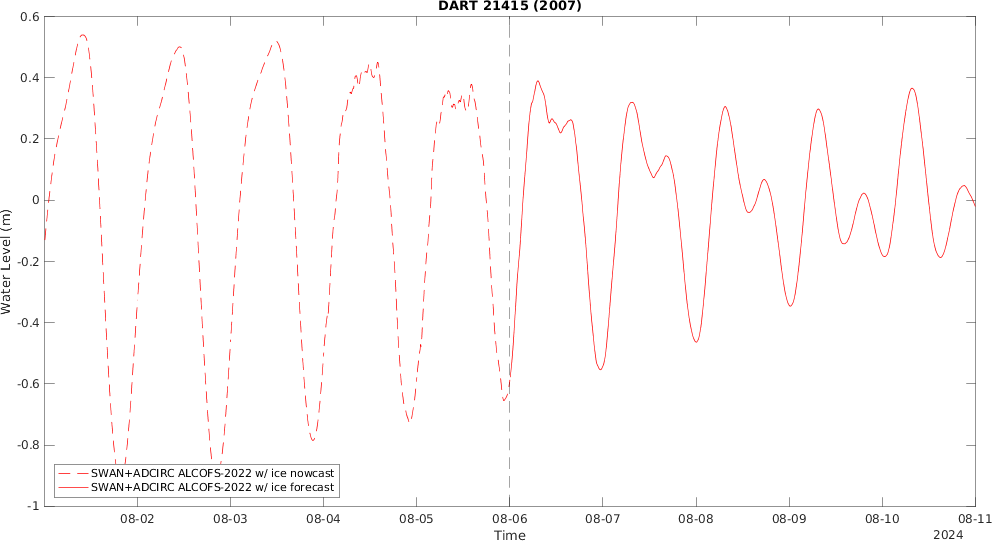 DART 21415 (2007)
0.6
0.4
0.2
0
-0.2
-0.4
-0.6
-0.8
-1
Water Level (m)
SWAN+ADCIRC ALCOFS-2022 w/ ice nowcast
SWAN+ADCIRC ALCOFS-2022 w/ ice forecast
08-02 08-03 08-04 08-05 08-06 08-07 08-08 08-09 08-10 08-11
Time
2024